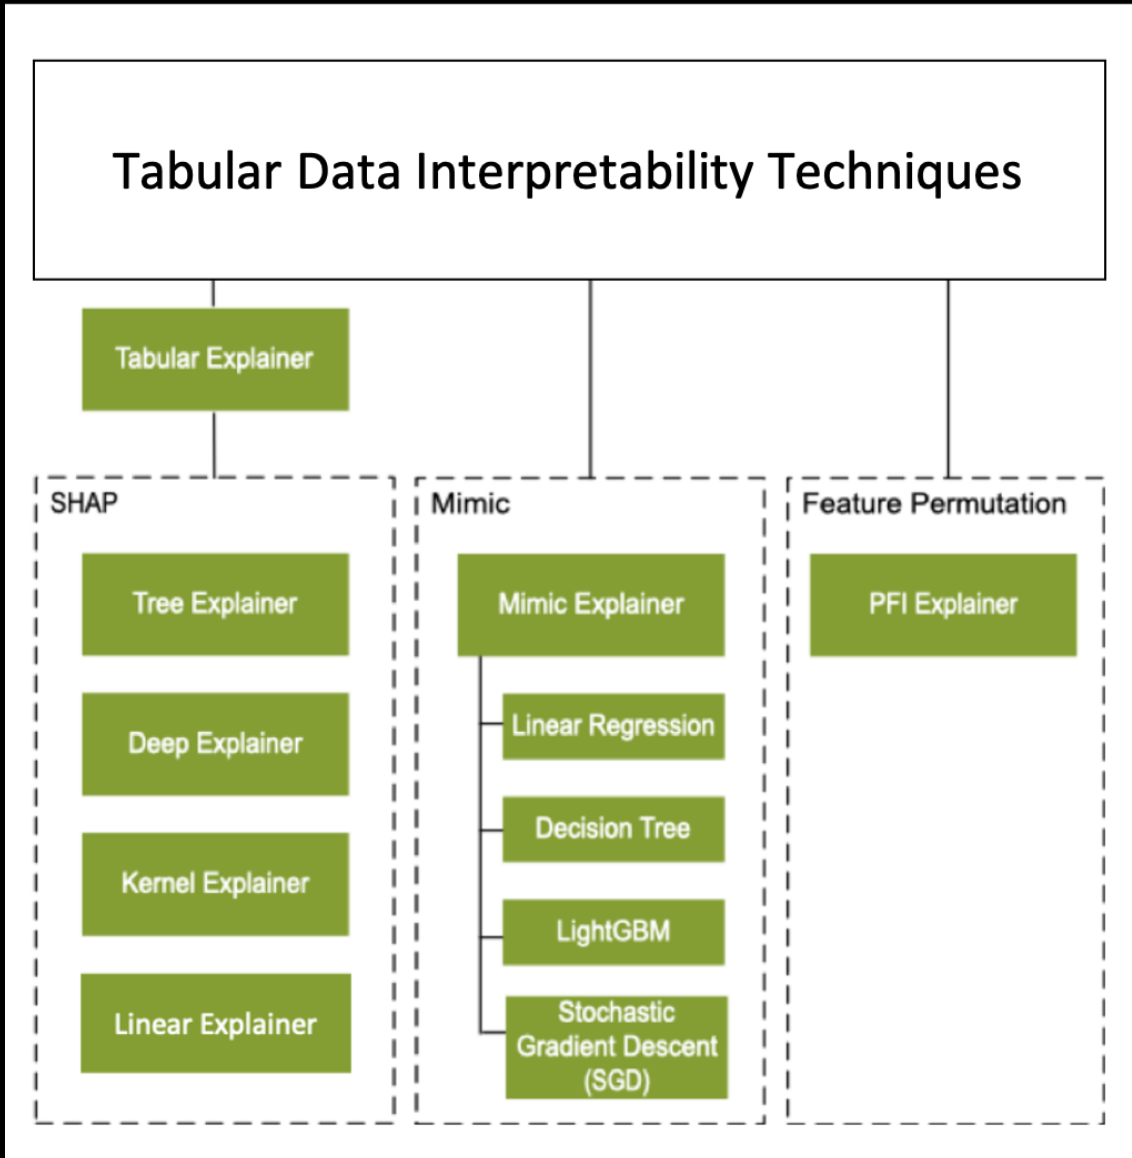 Tabular Data Interpretability Techniques
Tabular Explainer
SHAP
Tree Explainer
Deep Explainer
Kernel Explainer
Linear Explainer
Mimic
Mimic Explainer
Linear Regression
Decision Tree
LightGBM
Stochastic
Gradient Descent
(SGD)
Feature Permutation
PFI Explainer